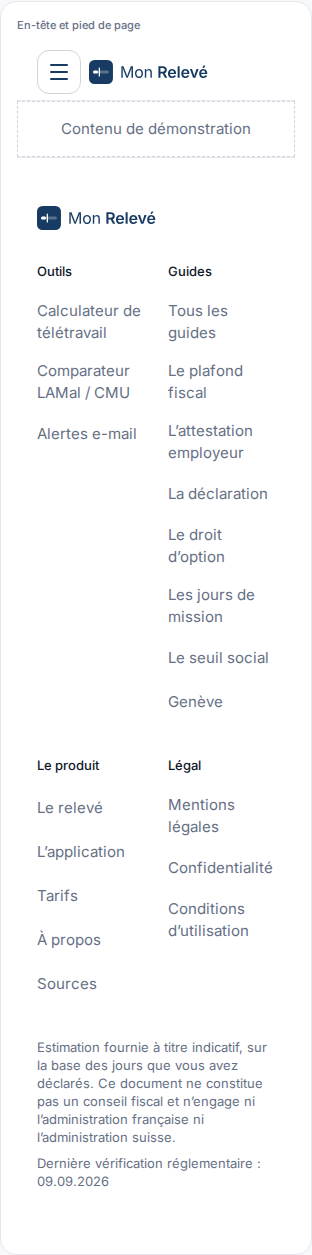 En-tête et pied de page
Mon Relevé
Contenu de démonstration
Mon Relevé
Outils
Calculateur de
télétravail
Comparateur
LAMal / CMU
Alertes e-mail
Guides
Tous les
guides
Le plafond
fiscal
L’attestation
employeur
La déclaration
Le droit
d’option
Les jours de
mission
Le seuil social
Genève
Le produit
Le relevé
L’application
Tarifs
À propos
Sources
Légal
Mentions
légales
Confidentialité
Conditions
d’utilisation
Estimation fournie à titre indicatif, sur
la base des jours que vous avez
déclarés. Ce document ne constitue
pas un conseil fiscal et n’engage ni
l’administration française ni
l’administration suisse.
Dernière vérification réglementaire :
09.09.2026